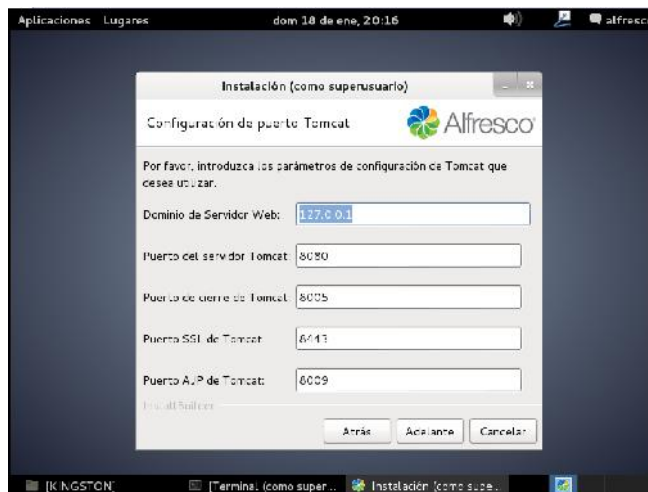 Aplicaciones Lugares dom 18 de ene, 20:16 alfresco
Instalación (como superusuario)
Configuración de puerto Tomcat
Alfresco
Por favor, introduzca los parámetros de configuración de Tomcat que
desea utilizar.
Dominio de Servidor Web: 127.0.0.1
Puerto del servidor Tomcat: 8080
Puerto de cierre de Tomcat: 8005
Puerto SSL de Tomcat: 8443
Puerto AJP de Tomcat: 8009
InstallBuilder
Atrás Adelante Cancelar
[KINGSTON] [Terminal (como super... Instalación (como supe...